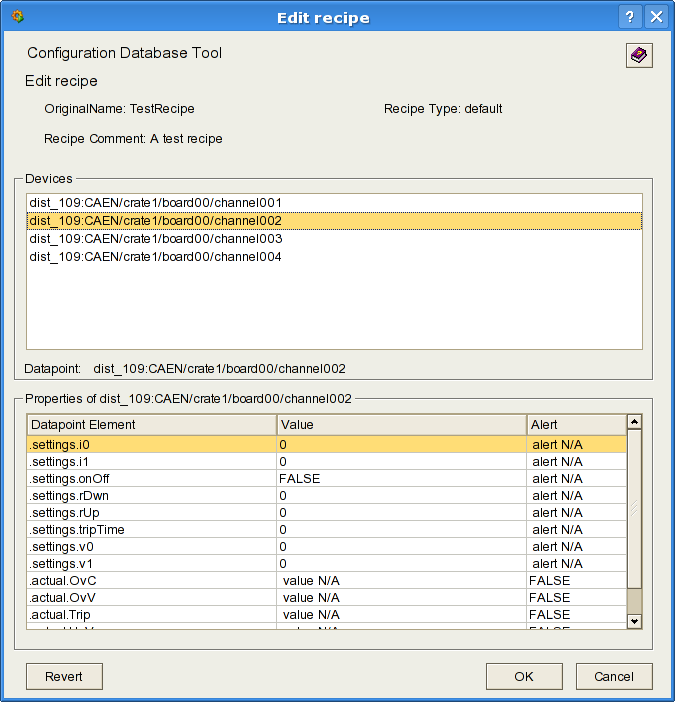 Edit recipe
?
Configuration Database Tool
Edit recipe
OriginalName: TestRecipe Recipe Type: default
Recipe Comment: A test recipe
Devices
dist_109:CAEN/crate1/board00/channel001
dist_109:CAEN/crate1/board00/channel002
dist_109:CAEN/crate1/board00/channel003
dist_109:CAEN/crate1/board00/channel004
Datapoint: dist_109:CAEN/crate1/board00/channel002
Properties of dist_109:CAEN/crate1/board00/channel002
Datapoint Element Value Alert
.settings.i0 0 alert N/A
.settings.i1 0 alert N/A
.settings.onOff FALSE alert N/A
.settings.rDwn 0 alert N/A
.settings.rUp 0 alert N/A
.settings.tripTime 0 alert N/A
.settings.v0 0 alert N/A
.settings.v1 0 alert N/A
.actual.OvC value N/A FALSE
.actual.OvV value N/A FALSE
.actual.Trip value N/A FALSE
Revert OK Cancel